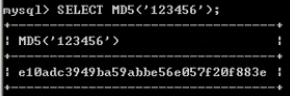 mysql> SELECT MD5('123456');
+----------------------------------+
| MD5('123456')                    |
+----------------------------------+
| e10adc3949ba59abbe56e057f20f883e |
+----------------------------------+